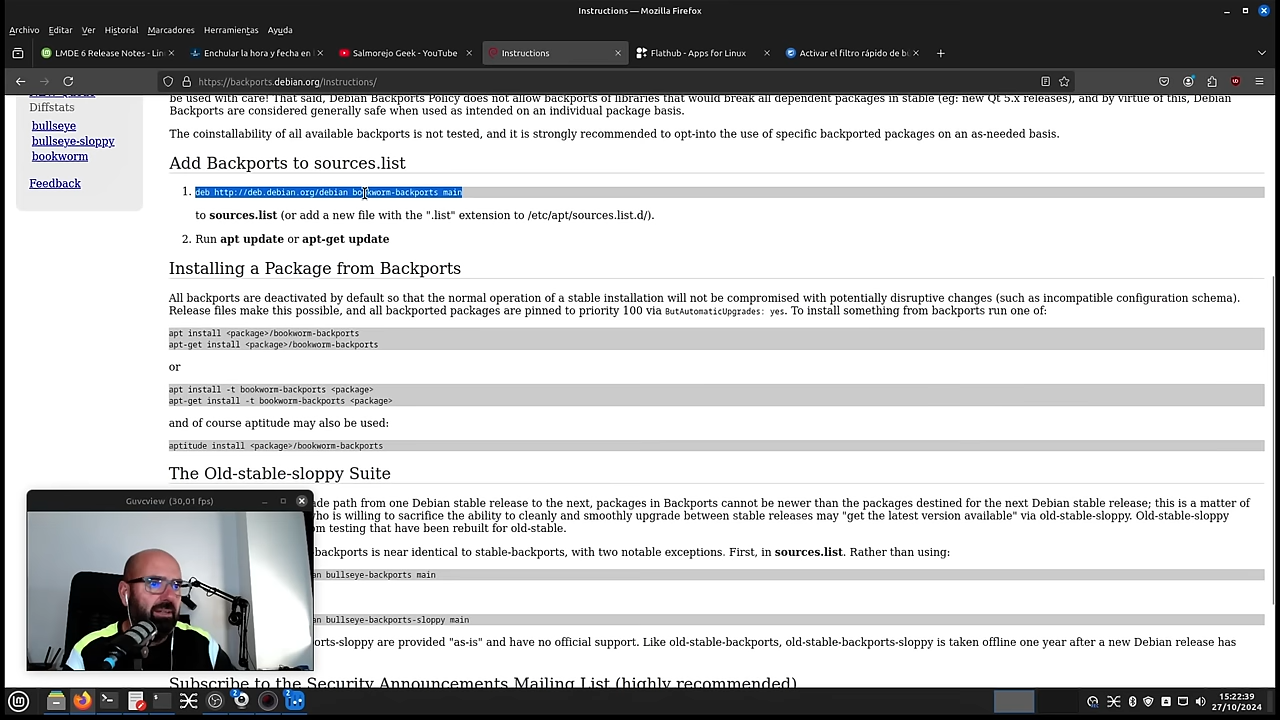 Instructions — Mozilla Firefox
Archivo Editar Ver Historial Marcadores Herramientas Ayuda
LMDE 6 Release Notes - Lin
Enchular la hora y fecha en
Salmorejo Geek - YouTube
Instructions
Flathub - Apps for Linux
Activar el filtro rápido de b
https://backports.debian.org/Instructions/
Diffstats
bullseye
bullseye-sloppy
bookworm
Feedback
be used with care! That said, Debian Backports Policy does not allow backports of libraries that would break all dependent packages in stable (eg: new Qt 5.x releases), and by virtue of this, Debian
Backports are considered generally safe when used as intended on an individual package basis.
The coinstallability of all available backports is not tested, and it is strongly recommended to opt-into the use of specific backported packages on an as-needed basis.
Add Backports to sources.list
1. deb http://deb.debian.org/debian bookworm-backports main
to sources.list (or add a new file with the ".list" extension to /etc/apt/sources.list.d/).
2. Run apt update or apt-get update
Installing a Package from Backports
All backports are deactivated by default so that the normal operation of a stable installation will not be compromised with potentially disruptive changes (such as incompatible configuration schema).
Release files make this possible, and all backported packages are pinned to priority 100 via ButAutomaticUpgrades: yes. To install something from backports run one of:
apt install <package>/bookworm-backports
apt-get install <package>/bookworm-backports
or
apt install -t bookworm-backports <package>
apt-get install -t bookworm-backports <package>
and of course aptitude may also be used:
aptitude install <package>/bookworm-backports
The Old-stable-sloppy Suite
ade path from one Debian stable release to the next, packages in Backports cannot be newer than the packages destined for the next Debian stable release; this is a matter of
who is willing to sacrifice the ability to cleanly and smoothly upgrade between stable releases may "get the latest version available" via old-stable-sloppy. Old-stable-sloppy
om testing that have been rebuilt for old-stable.
backports is near identical to stable-backports, with two notable exceptions. First, in sources.list. Rather than using:
an bullseye-backports main
an bullseye-backports-sloppy main
ports-sloppy are provided "as-is" and have no official support. Like old-stable-backports, old-stable-backports-sloppy is taken offline one year after a new Debian release has
Subscribe to the Security Announcements Mailing List (highly recommended)
Guvcview (30,01 fps)
2
2
15:22:39
27/10/2024